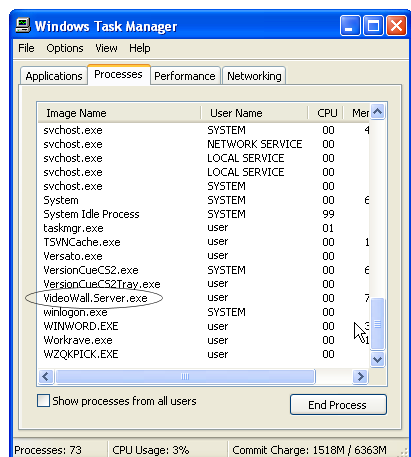 Windows Task Manager
File Options View Help
Applications Processes Performance Networking
Image Name User Name CPU Mer
svchost.exe SYSTEM 00 4
svchost.exe NETWORK SERVICE 00
svchost.exe LOCAL SERVICE 00
svchost.exe LOCAL SERVICE 00
svchost.exe SYSTEM 00
System SYSTEM 00 6
System Idle Process SYSTEM 99
taskmgr.exe user 01
TSVNCache.exe user 00 1
Versato.exe user 00
VersionCueCS2.exe SYSTEM 00 6
VersionCueCS2Tray.exe user 00
VideoWall.Server.exe user 00 7
winlogon.exe SYSTEM 00
WINWORD.EXE user 00 3
Workrave.exe user 00 1
WZQKPICK.EXE user 00
Show processes from all users
End Process
Processes: 73 CPU Usage: 3% Commit Charge: 1518M / 6363M